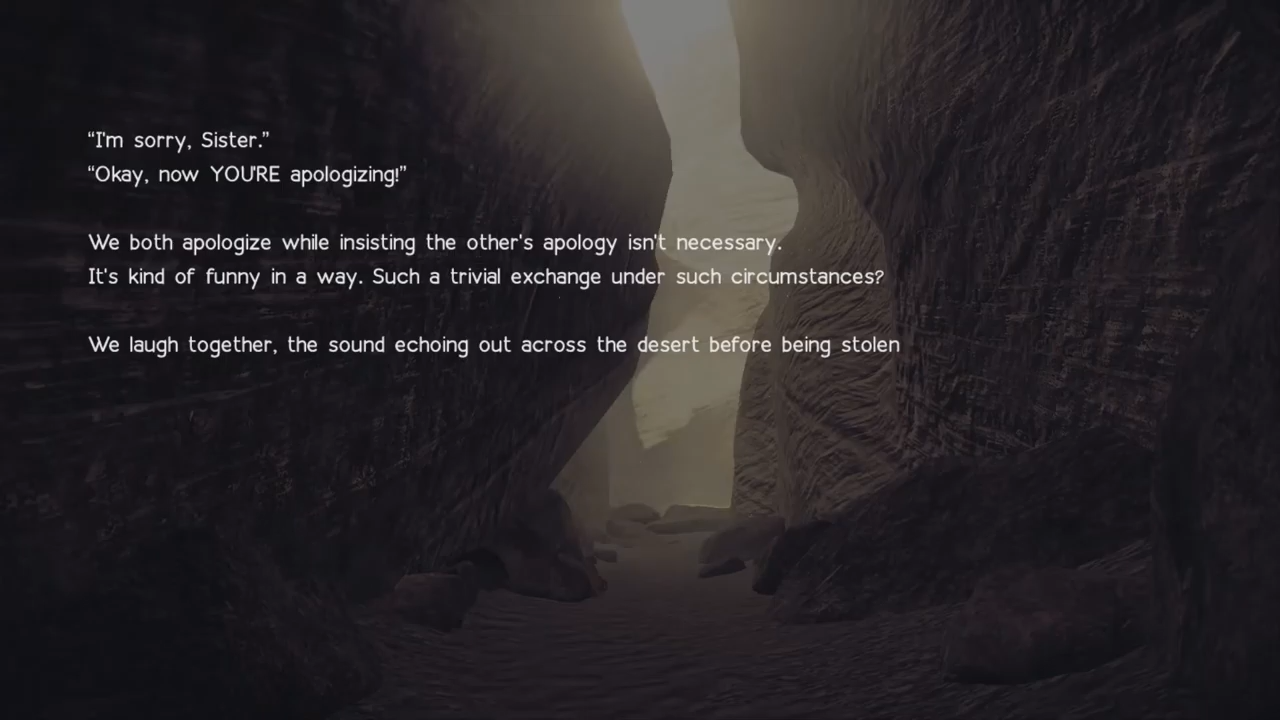 “I'm sorry, Sister.”
“Okay, now YOU'RE apologizing!”
We both apologize while insisting the other's apology isn't necessary.
It's kind of funny in a way. Such a trivial exchange under such circumstances?
We laugh together, the sound echoing out across the desert before being stolen